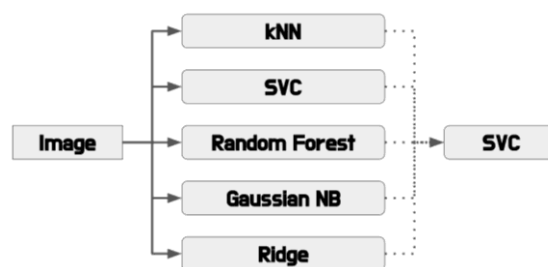 kNN
SVC
Image
Random Forest
SVC
Gaussian NB
Ridge